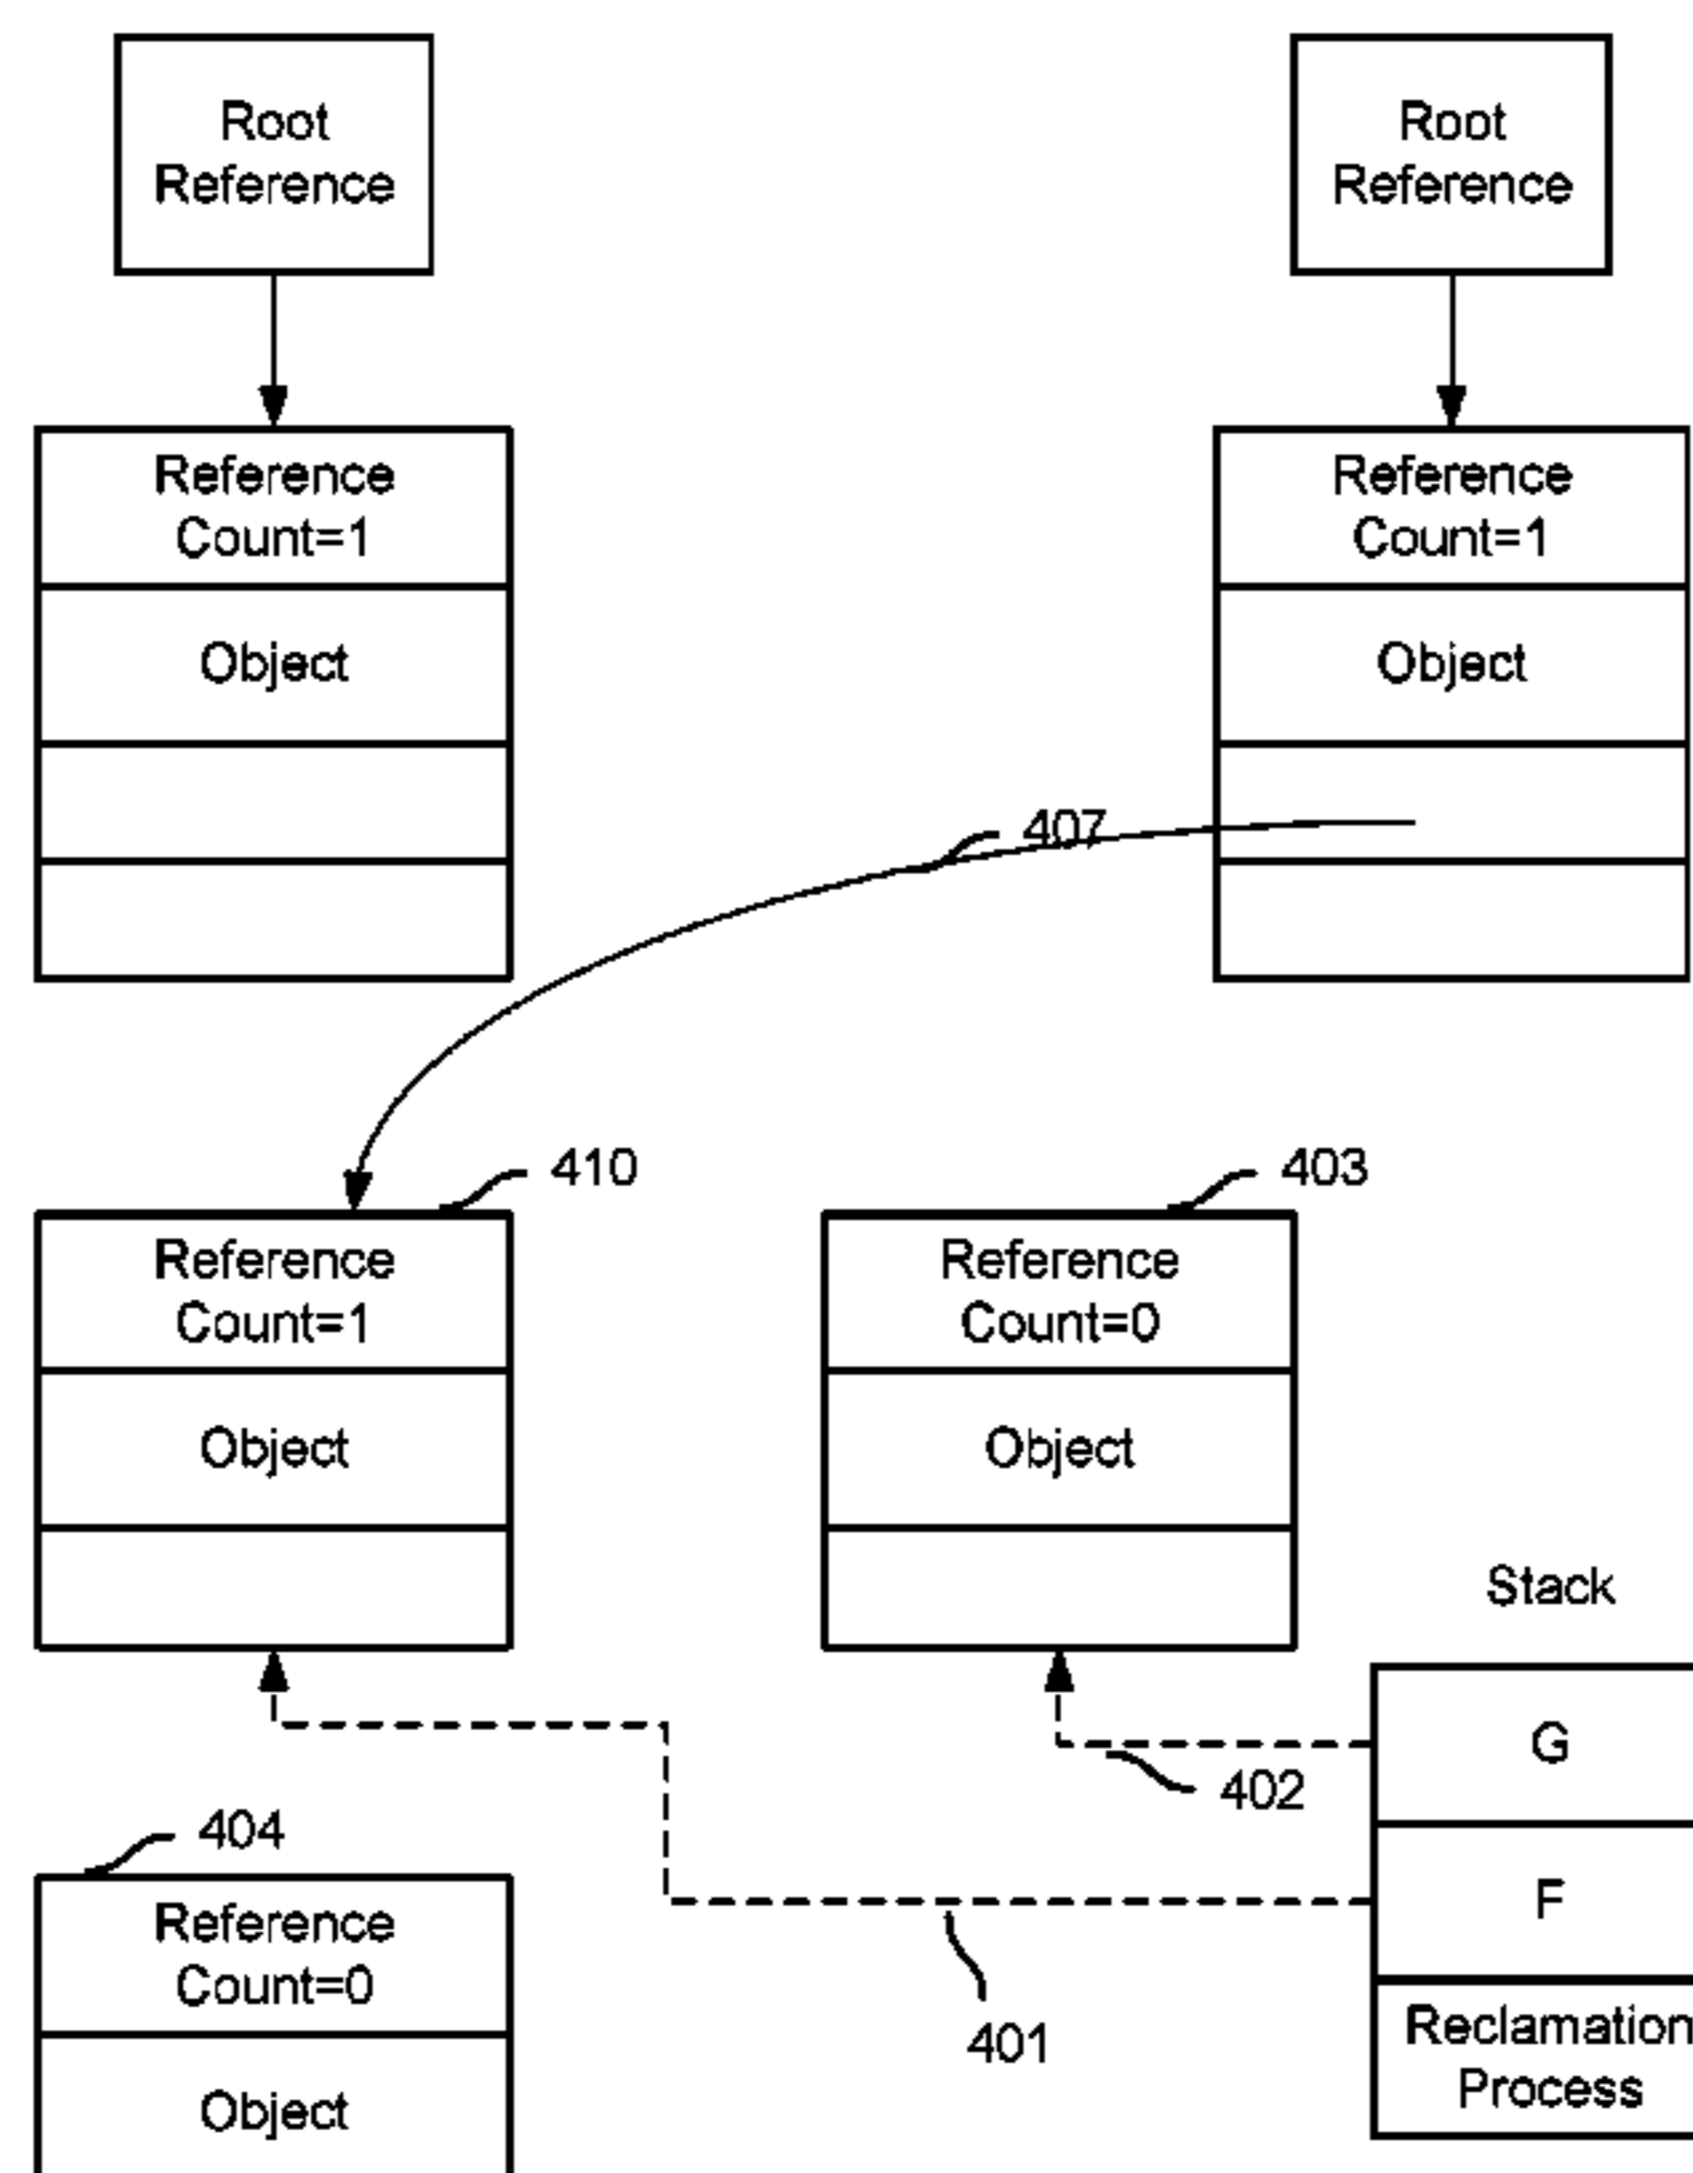 Root
Reference
Root
Reference
Reference
Count=1
Reference
Count=1
Object
Object
407
410
403
Reference
Count=1
Reference
Count=0
Object
Object
Stack
G
402
404
F
Reference
Count=0
401
Reclamation
Process
Object